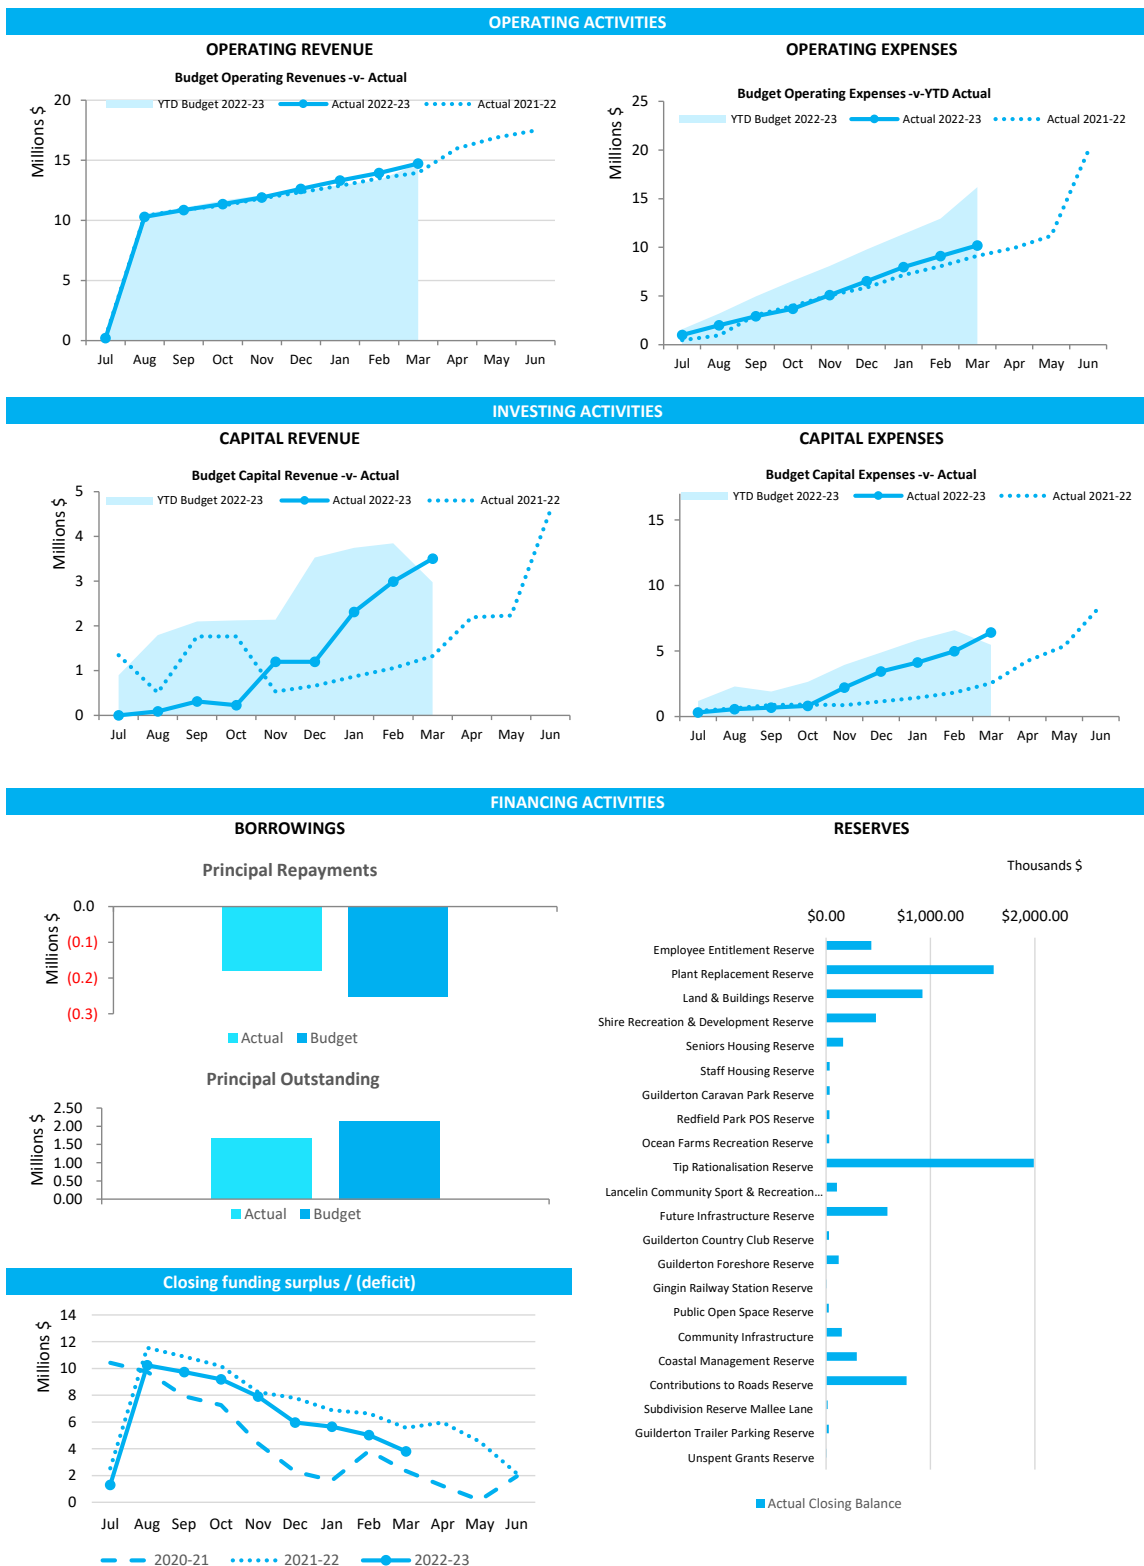 OPERATING ACTIVITIES
OPERATING REVENUE
Budget Operating Revenues -v- Actual
YTD Budget 2022-23
Actual 2022-23
Actual 2021-22
Millions $
20
15
10
5
0
Jul Aug Sep Oct Nov Dec Jan Feb Mar Apr May Jun
OPERATING EXPENSES
Budget Operating Expenses -v-YTD Actual
YTD Budget 2022-23
Actual 2022-23
Actual 2021-22
Millions $
25
20
15
10
5
0
Jul Aug Sep Oct Nov Dec Jan Feb Mar Apr May Jun
INVESTING ACTIVITIES
CAPITAL REVENUE
Budget Capital Revenue -v- Actual
YTD Budget 2022-23
Actual 2022-23
Actual 2021-22
Millions $
5
4
3
2
1
0
Jul Aug Sep Oct Nov Dec Jan Feb Mar Apr May Jun
CAPITAL EXPENSES
Budget Capital Expenses -v- Actual
YTD Budget 2022-23
Actual 2022-23
Actual 2021-22
15
10
5
0
Jul Aug Sep Oct Nov Dec Jan Feb Mar Apr May Jun
FINANCING ACTIVITIES
BORROWINGS
Principal Repayments
Millions $
0.0
(0.1)
(0.2)
(0.3)
Actual Budget
Principal Outstanding
Millions $
2.50
2.00
1.50
1.00
0.50
0.00
Actual Budget
Closing funding surplus / (deficit)
Millions $
14
12
10
8
6
4
2
0
Jul Aug Sep Oct Nov Dec Jan Feb Mar Apr May Jun
2020-21 2021-22 2022-23
RESERVES
Thousands $
$0.00 $1,000.00 $2,000.00
Employee Entitlement Reserve
Plant Replacement Reserve
Land & Buildings Reserve
Shire Recreation & Development Reserve
Seniors Housing Reserve
Staff Housing Reserve
Guilderton Caravan Park Reserve
Redfield Park POS Reserve
Ocean Farms Recreation Reserve
Tip Rationalisation Reserve
Lancelin Community Sport & Recreation...
Future Infrastructure Reserve
Guilderton Country Club Reserve
Guilderton Foreshore Reserve
Gingin Railway Station Reserve
Public Open Space Reserve
Community Infrastructure
Coastal Management Reserve
Contributions to Roads Reserve
Subdivision Reserve Mallee Lane
Guilderton Trailer Parking Reserve
Unspent Grants Reserve
Actual Closing Balance